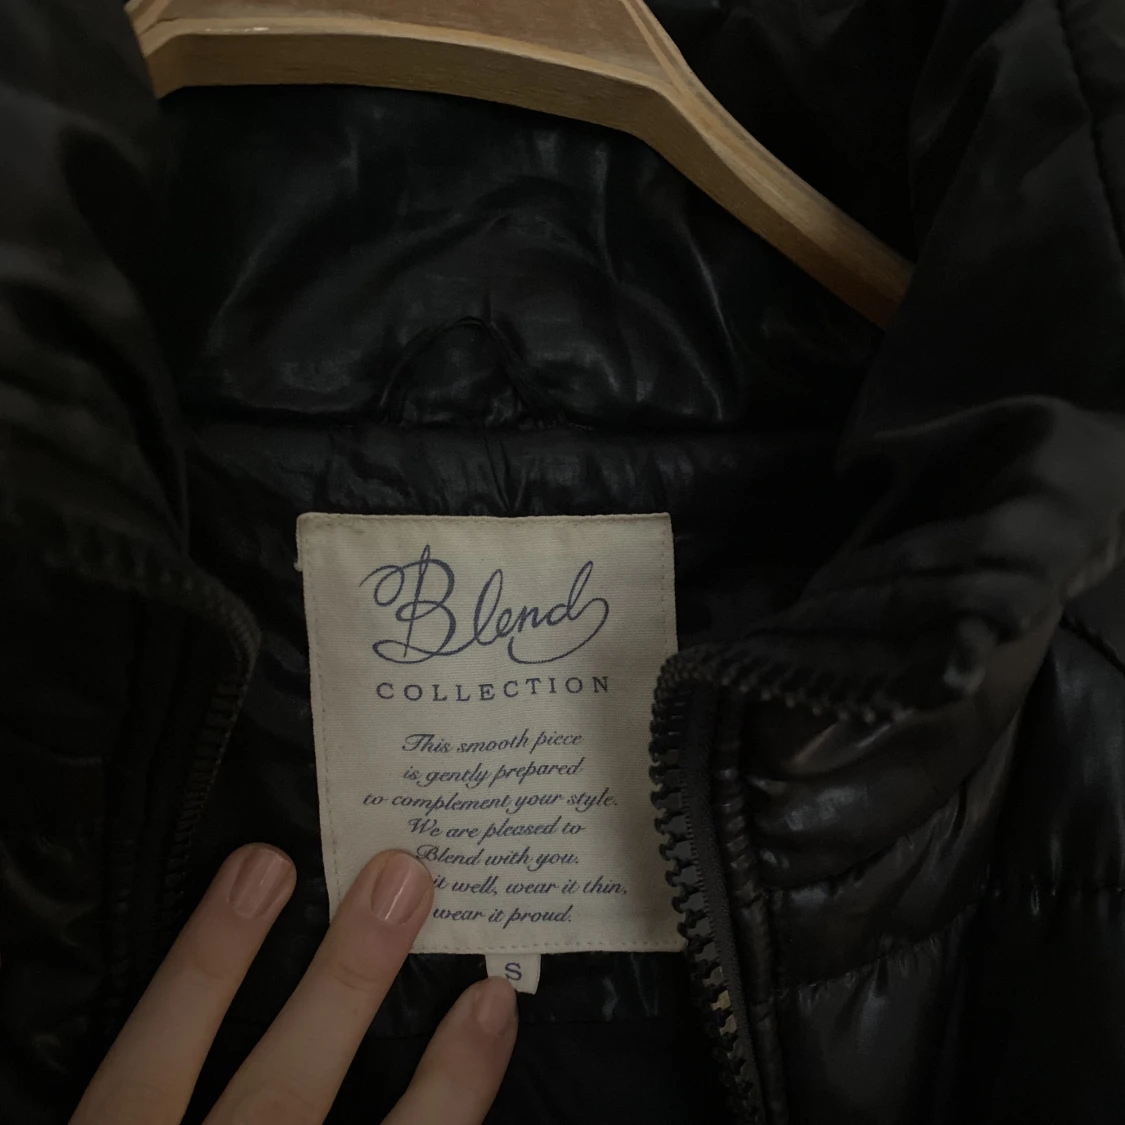 Blend
COLLECTION
This smooth piece
is gently prepared
to complement your style.
We are pleased to
Blend with you.
it well, wear it thin,
wear it proud.
S